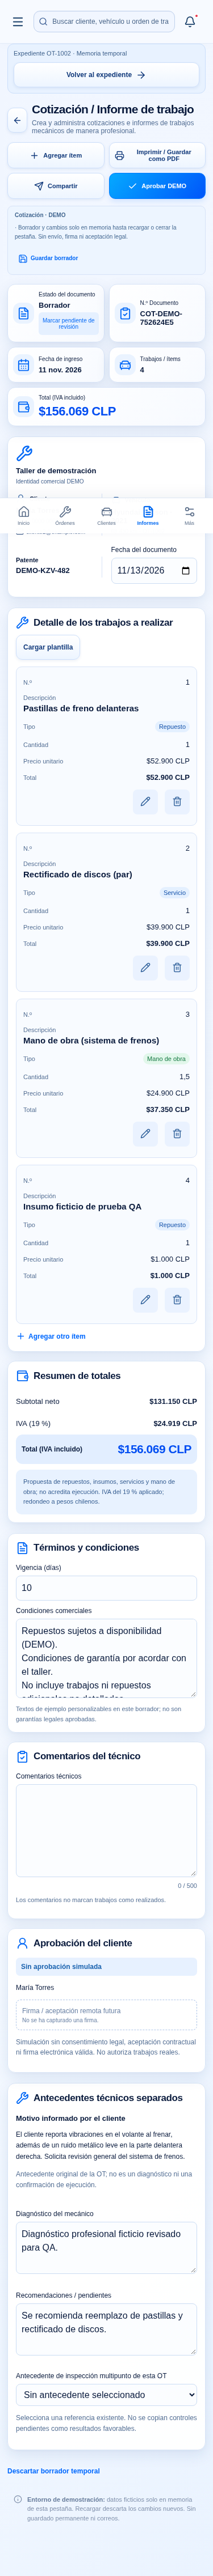 Buscar cliente, vehículo u orden de tra
Expediente OT-1002 · Memoria temporal
Volver al expediente
Cotización / Informe de trabajo
Crea y administra cotizaciones e informes de trabajos
mecánicos de manera profesional.
Agregar ítem
Imprimir / Guardar
como PDF
Compartir
Aprobar DEMO
Cotización · DEMO
· Borrador y cambios solo en memoria hasta recargar o cerrar la
pestaña. Sin envío, firma ni aceptación legal.
Guardar borrador
Estado del documento
Borrador
Marcar pendiente de
revisión
N.º Documento
COT-DEMO-
752624E5
Fecha de ingreso
11 nov. 2026
Trabajos / ítems
4
Total (IVA incluido)
$156.069 CLP
Taller de demostración
Identidad comercial DEMO
Inicio
Órdenes
Clientes
Informes
Más
Patente
DEMO-KZV-482
Fecha del documento
11/13/2026
Detalle de los trabajos a realizar
Cargar plantilla
N.º 1
Descripción
Pastillas de freno delanteras
Tipo Repuesto
Cantidad 1
Precio unitario $52.900 CLP
Total $52.900 CLP
N.º 2
Descripción
Rectificado de discos (par)
Tipo Servicio
Cantidad 1
Precio unitario $39.900 CLP
Total $39.900 CLP
N.º 3
Descripción
Mano de obra (sistema de frenos)
Tipo Mano de obra
Cantidad 1,5
Precio unitario $24.900 CLP
Total $37.350 CLP
N.º 4
Descripción
Insumo ficticio de prueba QA
Tipo Repuesto
Cantidad 1
Precio unitario $1.000 CLP
Total $1.000 CLP
Agregar otro ítem
Resumen de totales
Subtotal neto $131.150 CLP
IVA (19 %) $24.919 CLP
Total (IVA incluido) $156.069 CLP
Propuesta de repuestos, insumos, servicios y mano de
obra; no acredita ejecución. IVA del 19 % aplicado;
redondeo a pesos chilenos.
Términos y condiciones
Vigencia (días)
10
Condiciones comerciales
Repuestos sujetos a disponibilidad
(DEMO).
Condiciones de garantía por acordar con
el taller.
No incluye trabajos ni repuestos
Textos de ejemplo personalizables en este borrador; no son
garantías legales aprobadas.
Comentarios del técnico
Comentarios técnicos
0 / 500
Los comentarios no marcan trabajos como realizados.
Aprobación del cliente
Sin aprobación simulada
María Torres
Firma / aceptación remota futura
No se ha capturado una firma.
Simulación sin consentimiento legal, aceptación contractual
ni firma electrónica válida. No autoriza trabajos reales.
Antecedentes técnicos separados
Motivo informado por el cliente
El cliente reporta vibraciones en el volante al frenar,
además de un ruido metálico leve en la parte delantera
derecha. Solicita revisión general del sistema de frenos.
Antecedente original de la OT; no es un diagnóstico ni una
confirmación de ejecución.
Diagnóstico del mecánico
Diagnóstico profesional ficticio revisado
para QA.
Recomendaciones / pendientes
Se recomienda reemplazo de pastillas y
rectificado de discos.
Antecedente de inspección multipunto de esta OT
Sin antecedente seleccionado
Selecciona una referencia existente. No se copian controles
pendientes como resultados favorables.
Descartar borrador temporal
Entorno de demostración: datos ficticios solo en memoria
de esta pestaña. Recargar descarta los cambios nuevos. Sin
guardado permanente ni correos.